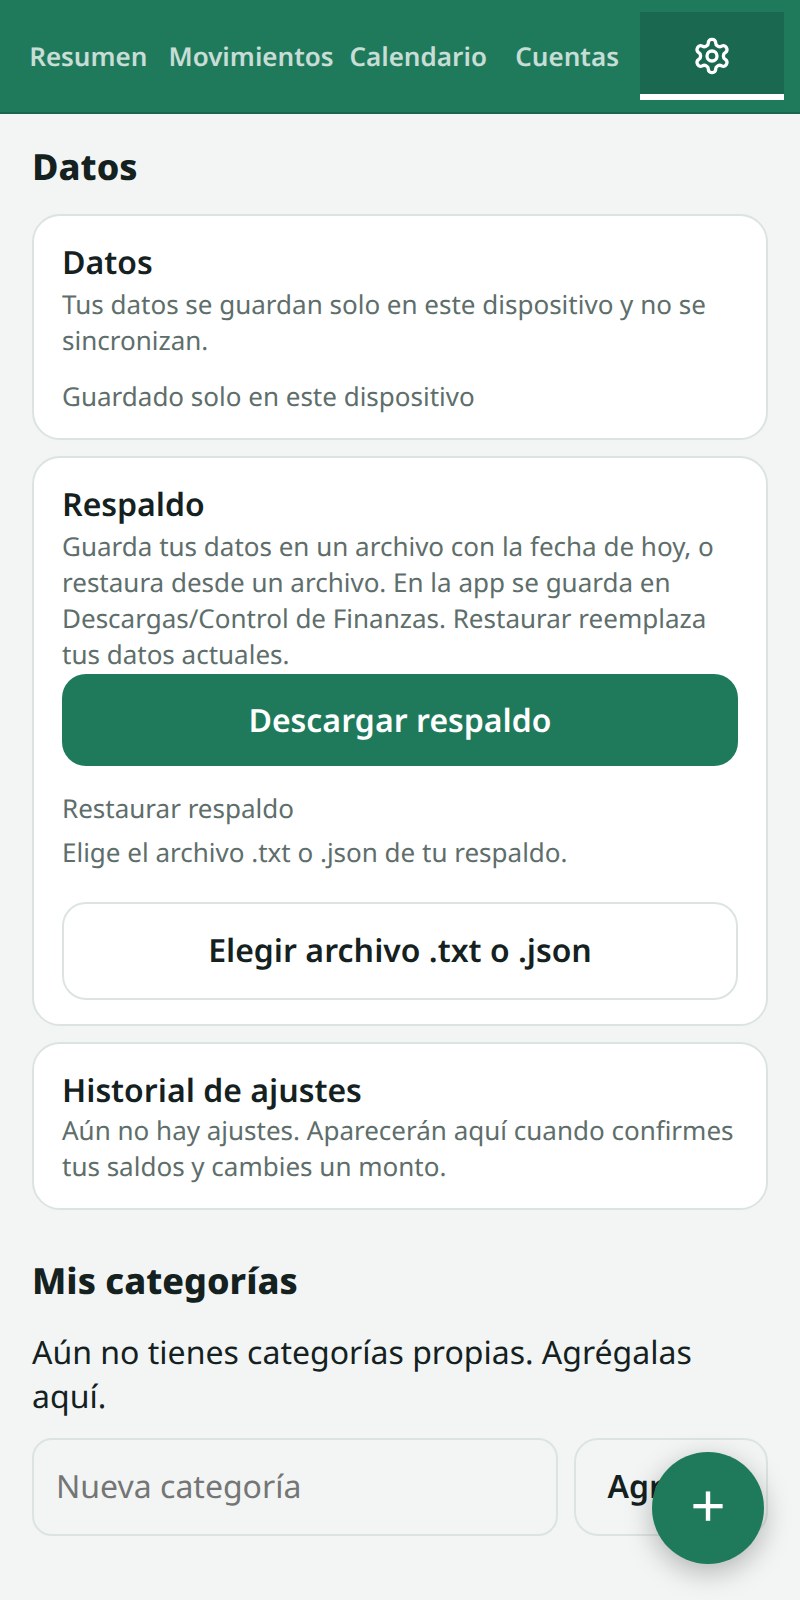 Resumen Movimientos Calendario Cuentas
Datos
Datos
Tus datos se guardan solo en este dispositivo y no se
sincronizan.
Guardado solo en este dispositivo
Respaldo
Guarda tus datos en un archivo con la fecha de hoy, o
restaura desde un archivo. En la app se guarda en
Descargas/Control de Finanzas. Restaurar reemplaza
tus datos actuales.
Descargar respaldo
Restaurar respaldo
Elige el archivo .txt o .json de tu respaldo.
Elegir archivo .txt o .json
Historial de ajustes
Aún no hay ajustes. Aparecerán aquí cuando confirmes
tus saldos y cambies un monto.
Mis categorías
Aún no tienes categorías propias. Agrégalas
aquí.
Nueva categoría
+